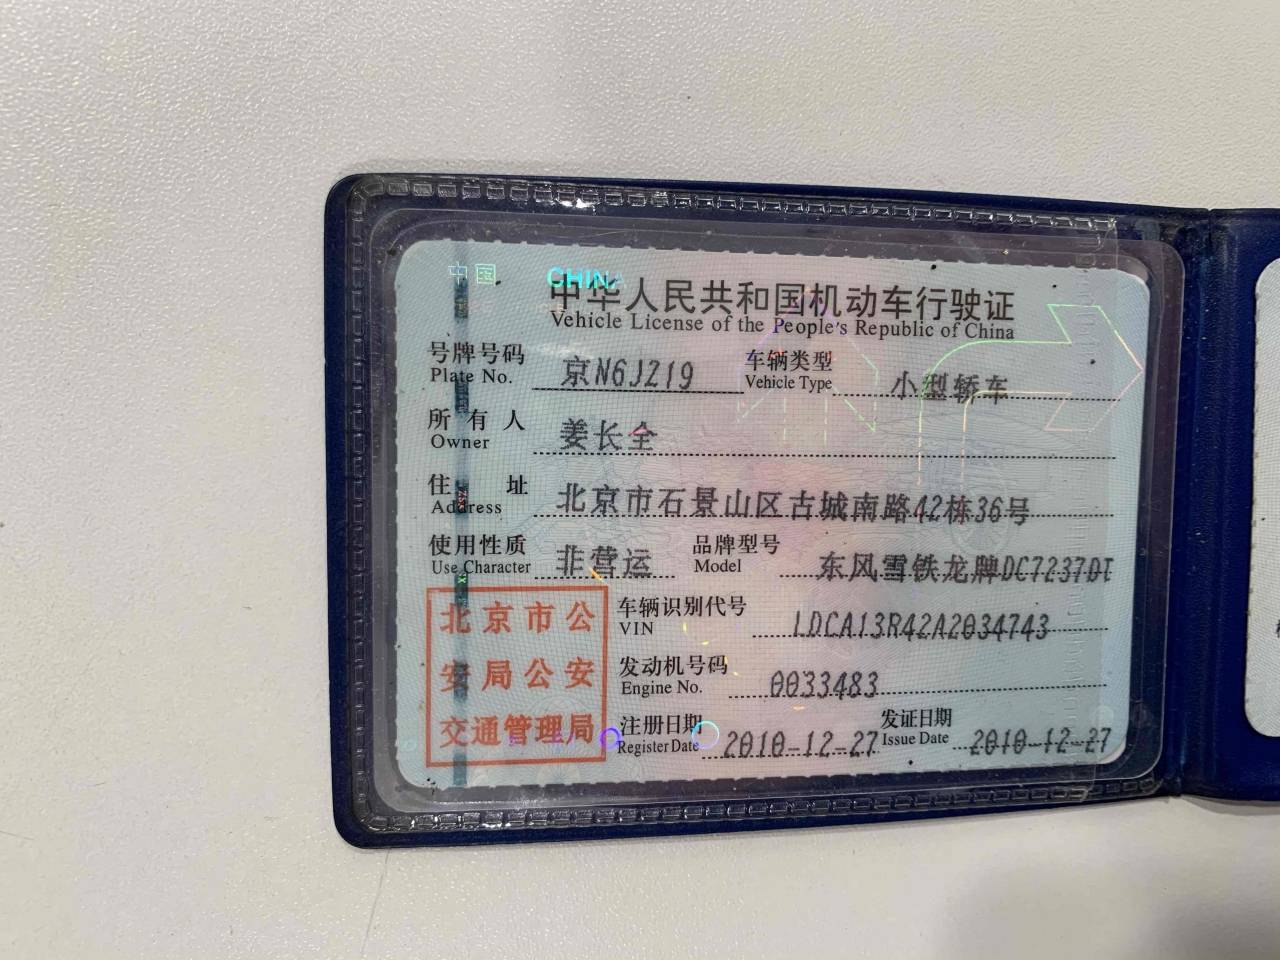 中国 CHINA
中华人民共和国机动车行驶证
Vehicle License of the People's Republic of China
号牌号码 京N6JZ19 车辆类型 小型轿车
Plate No. Vehicle Type
所有人 姜长全
Owner
住址 北京市石景山区古城南路42栋36号
Address
使用性质 非营运 品牌型号 东风雪铁龙牌DC7237DT
Use Character Model
北京市公
安局公安
交通管理局
车辆识别代号 LDCA13R42A2034743
VIN
发动机号码 0033483
Engine No.
注册日期 2010-12-27 发证日期 2010-12-27
Register Date Issue Date